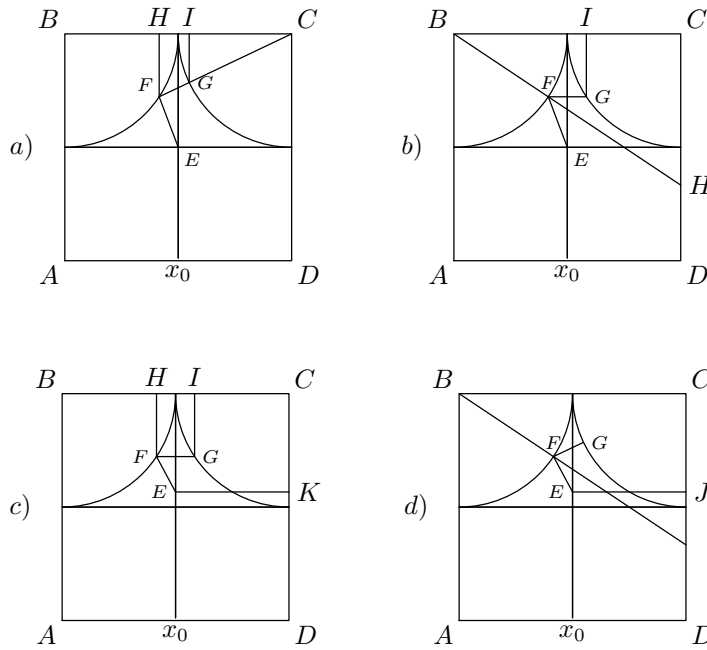 B H I C
F
G
a)
E
A x₀ D
B I C
F
G
b)
E
H
A x₀ D
B H I C
F G
E K
c)
A x₀ D
B C
F G
E J
d)
A x₀ D